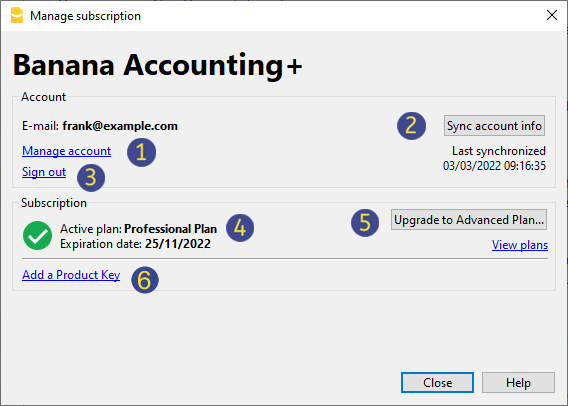 Manage subscription
Banana Accounting+
Account
E-mail: frank@example.com
2
Sync account info
Manage account
1
Last synchronized
03/03/2022 09:16:35
Sign out
3
Subscription
Active plan: Professional Plan
4
5
Upgrade to Advanced Plan...
Expiration date: 25/11/2022
View plans
Add a Product Key
6
Close
Help